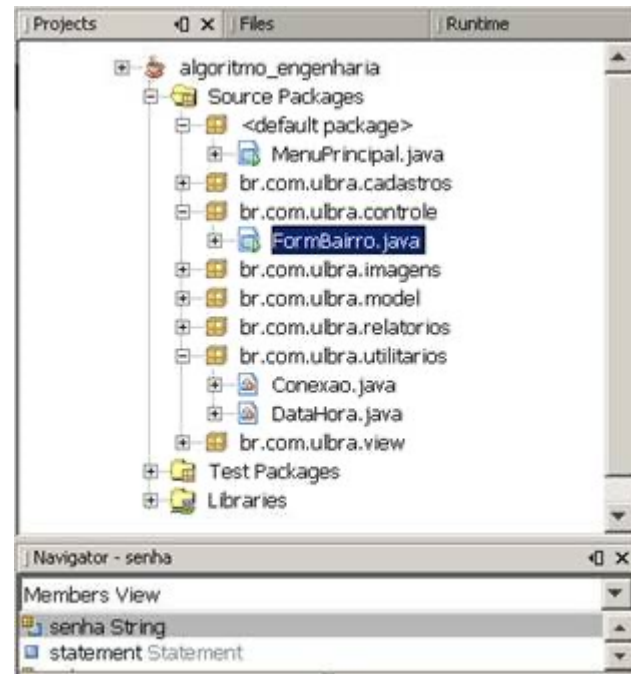 Projects Files Runtime
algoritmo_engenharia
Source Packages
<default package>
MenuPrincipal.java
br.com.ulbra.cadastros
br.com.ulbra.controle
FormBairro.java
br.com.ulbra.imagens
br.com.ulbra.model
br.com.ulbra.relatorios
br.com.ulbra.utilitarios
Conexao.java
DataHora.java
br.com.ulbra.view
Test Packages
Libraries
Navigator - senha
Members View
senha String
statement Statement